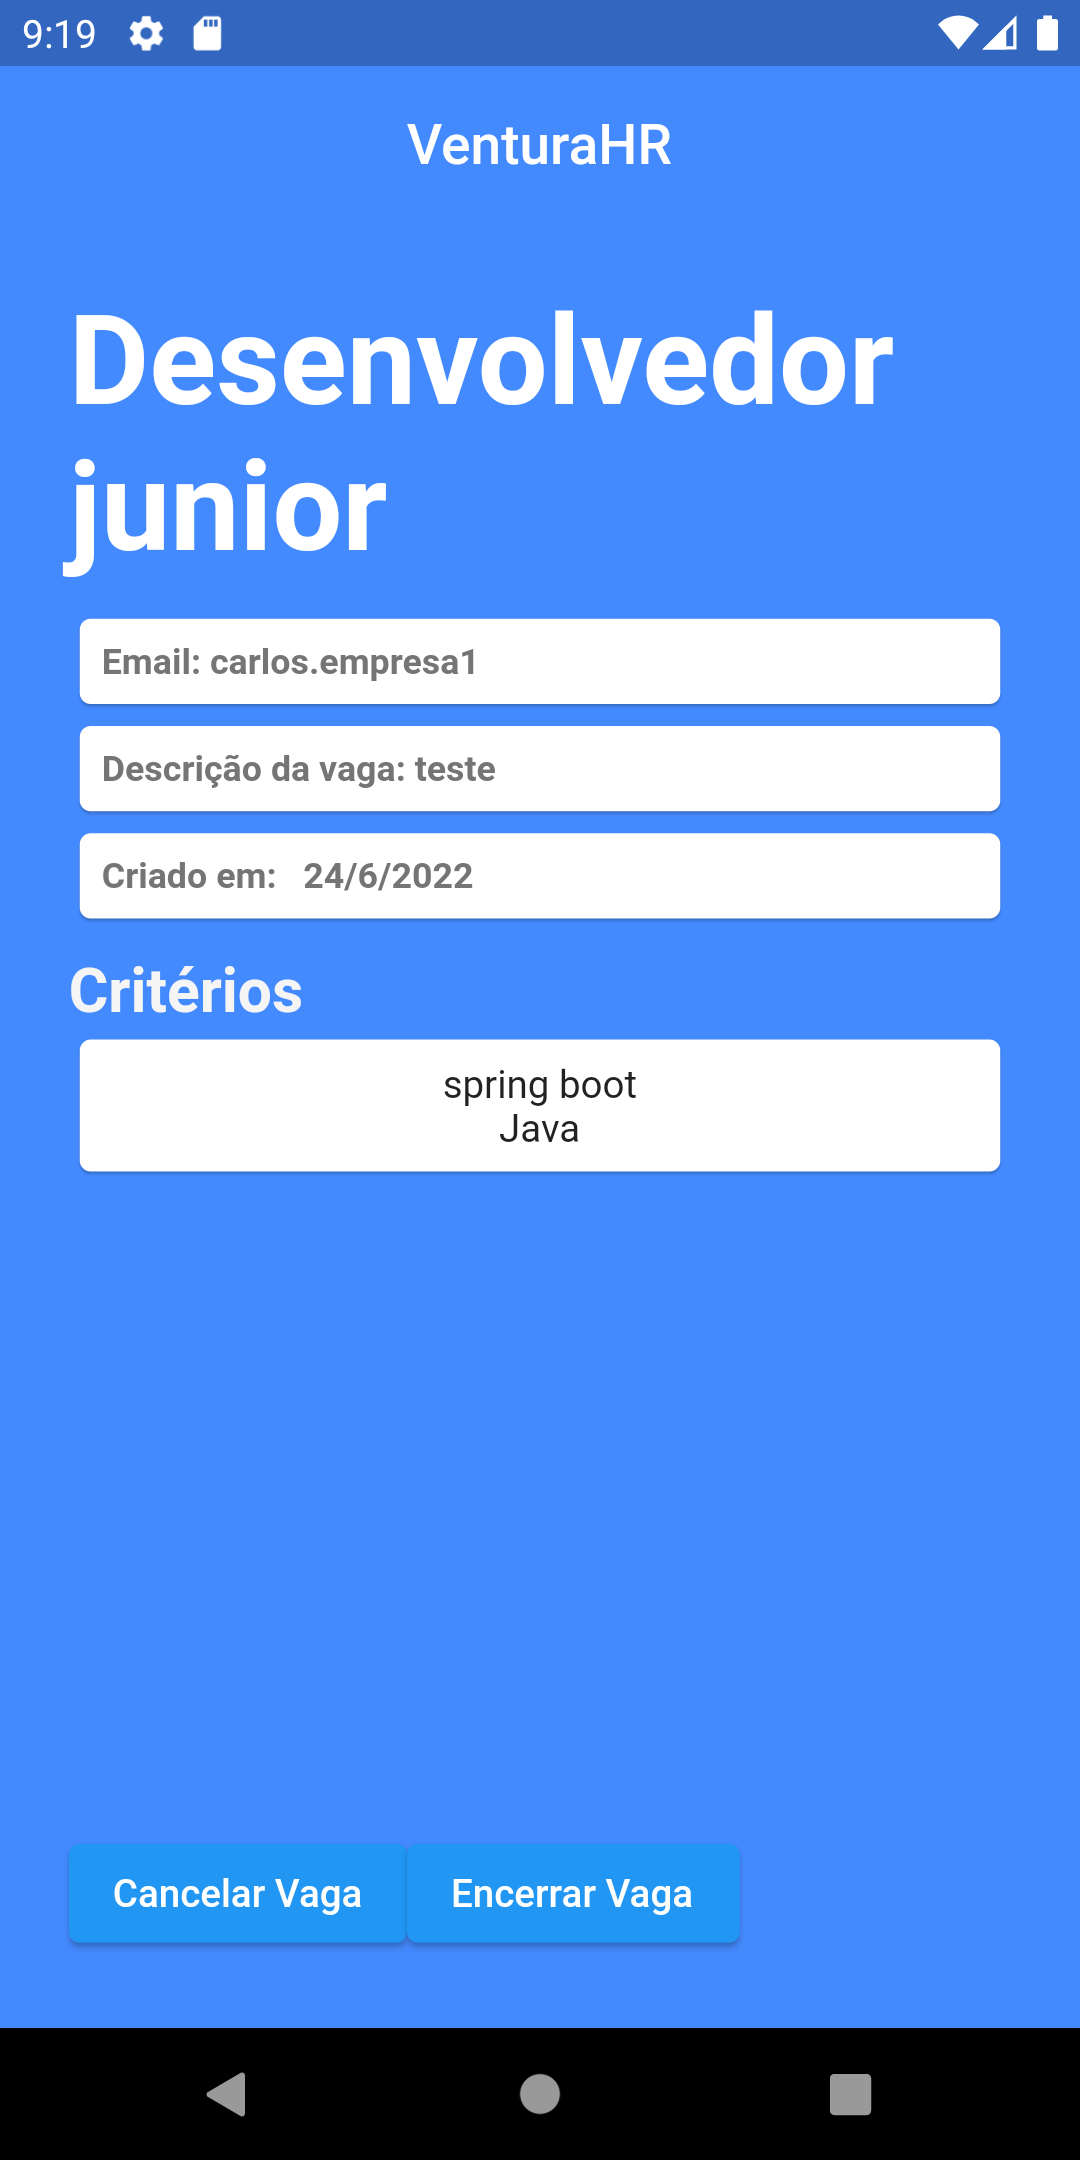 9:19
VenturaHR
Desenvolvedor
junior
Email: carlos.empresa1
Descrição da vaga: teste
Criado em: 24/6/2022
Critérios
spring boot
Java
Cancelar Vaga
Encerrar Vaga